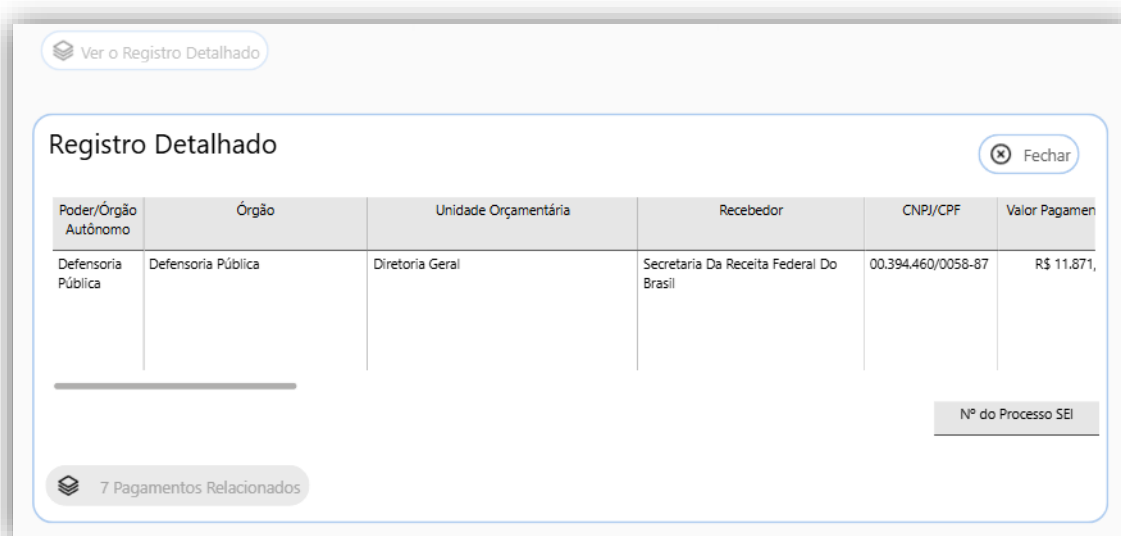 Ver o Registro Detalhado
Registro Detalhado
Fechar
Poder/Órgão Autônomo
Órgão
Unidade Orçamentária
Recebedor
CNPJ/CPF
Valor Pagamen
Defensoria Pública
Defensoria Pública
Diretoria Geral
Secretaria Da Receita Federal Do Brasil
00.394.460/0058-87
R$ 11.871,
Nº do Processo SEI
7 Pagamentos Relacionados